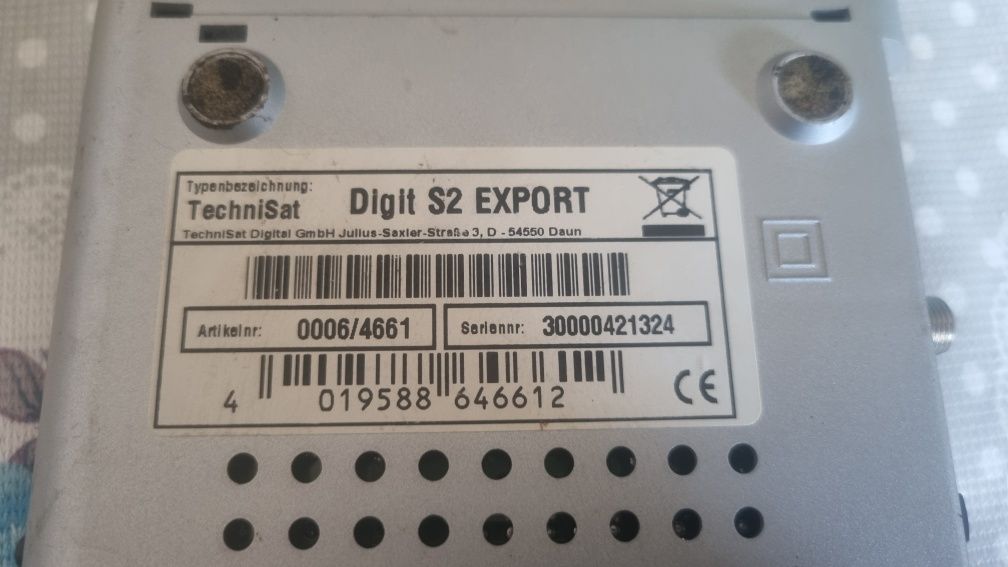 Typenbezeichnung:
TechniSat Digit S2 EXPORT
TechniSat Digital GmbH Julius-Saxler-Straße 3, D - 54550 Daun
Artikelnr: 0006/4661 Seriennr: 30000421324
4 019588 646612
CE